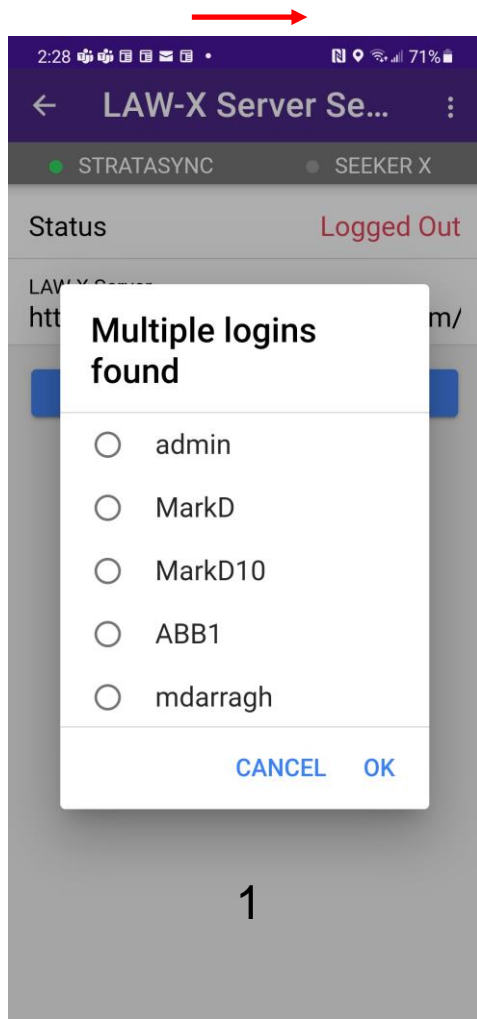 2:28 71%
← LAW-X Server Se...
STRATASYNC SEEKER X
Status Logged Out
htt m/
Multiple logins
found
admin
MarkD
MarkD10
ABB1
mdarragh
CANCEL OK
1